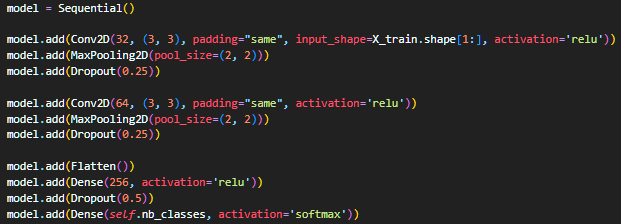 model = Sequential()
model.add(Conv2D(32, (3, 3), padding="same", input_shape=X_train.shape[1:], activation='relu'))
model.add(MaxPooling2D(pool_size=(2, 2)))
model.add(Dropout(0.25))
model.add(Conv2D(64, (3, 3), padding="same", activation='relu'))
model.add(MaxPooling2D(pool_size=(2, 2)))
model.add(Dropout(0.25))
model.add(Flatten())
model.add(Dense(256, activation='relu'))
model.add(Dropout(0.5))
model.add(Dense(self.nb_classes, activation='softmax'))